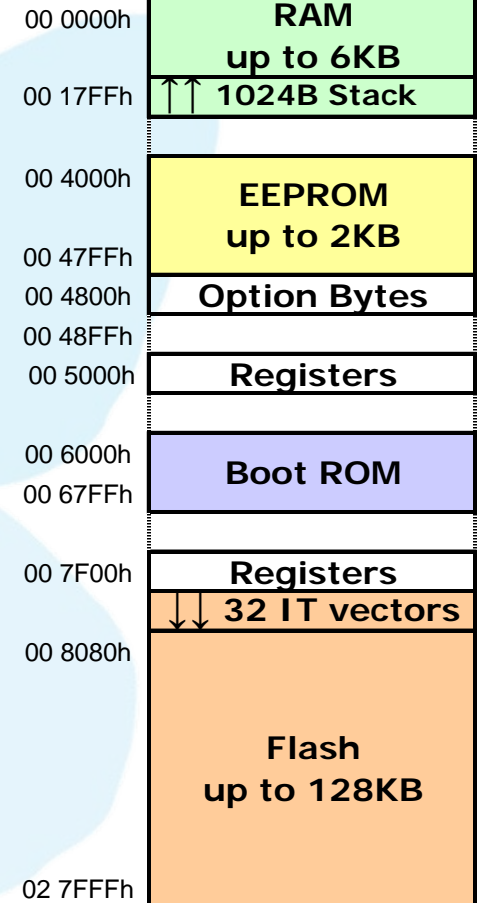 00 0000h
RAM
up to 6KB
00 17FFh ↑↑ 1024B Stack
00 4000h
EEPROM
up to 2KB
00 47FFh
00 4800h Option Bytes
00 48FFh
00 5000h Registers
00 6000h
Boot ROM
00 67FFh
00 7F00h Registers
↓↓ 32 IT vectors
00 8080h
Flash
up to 128KB
02 7FFFh